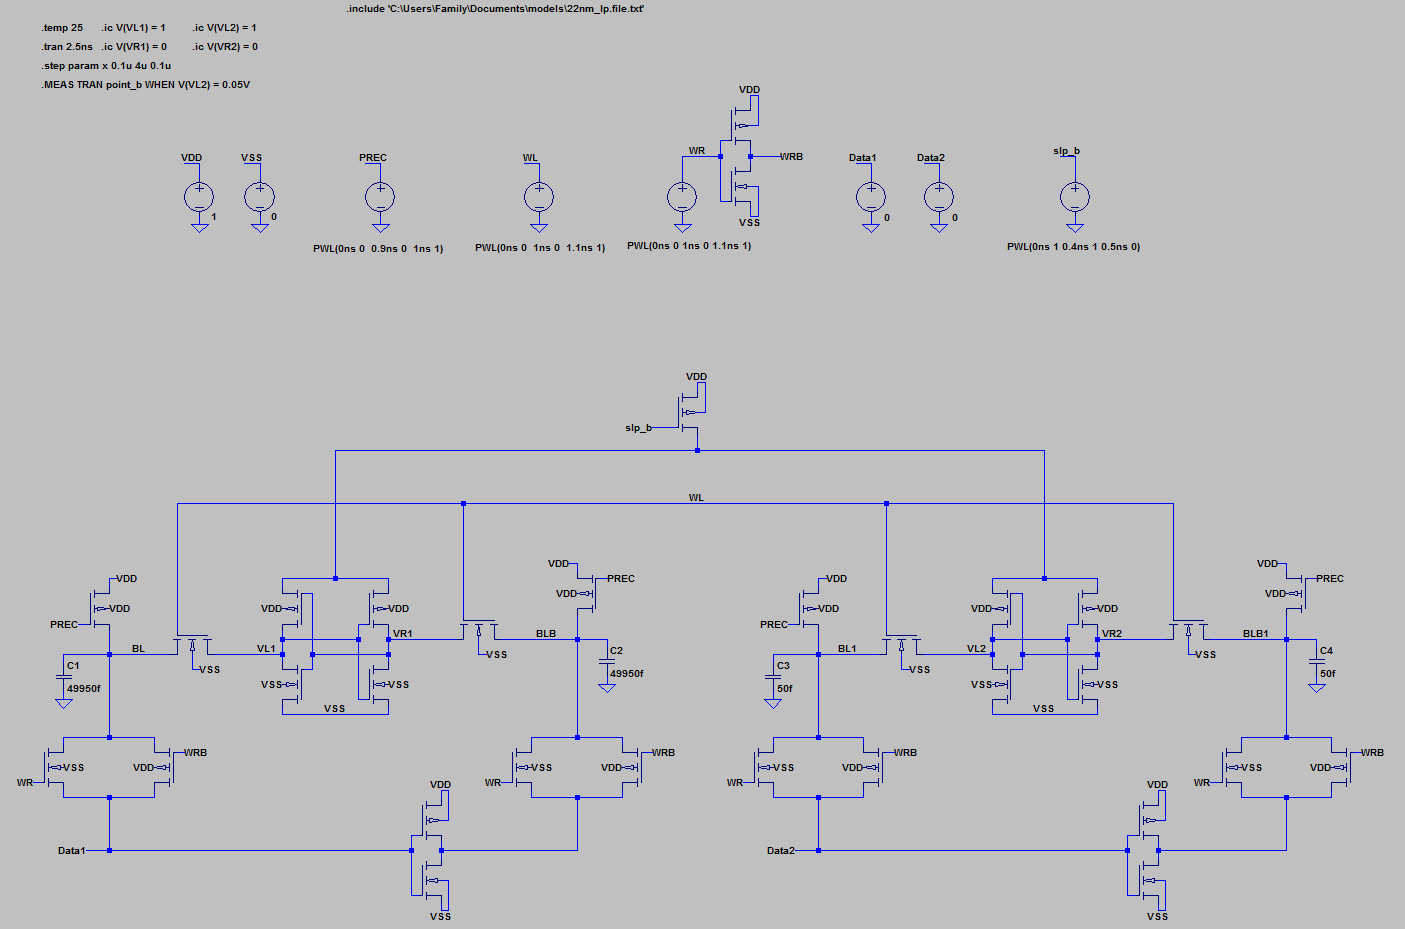 .include 'C:\Users\Family\Documents\models\22nm_lp.file.txt'
.temp 25 .ic V(VL1) = 1 .ic V(VL2) = 1
.tran 2.5ns .ic V(VR1) = 0 .ic V(VR2) = 0
.step param x 0.1u 4u 0.1u
.MEAS TRAN point_b WHEN V(VL2) = 0.05V
VDD
VDD VSS PREC WL WR WRB Data1 Data2 slp_b
1 0 0 0
VSS
PWL(0ns 0 0.9ns 0 1ns 1) PWL(0ns 0 1ns 0 1.1ns 1) PWL(0ns 0 1ns 0 1.1ns 1) PWL(0ns 1 0.4ns 1 0.5ns 0)
VDD
slp_b
WL
VDD VDD
VDD PREC VDD PREC
VDD VDD VDD VDD VDD VDD VDD VDD
PREC PREC
BL VL1 VR1 BLB BL1 VL2 VR2 BLB1
VSS VSS
C1 VSS C2 C3 VSS C4
49950f VSS VSS 49950f 50f VSS VSS 50f
VSS VSS
WRB WRB WRB WRB
VSS VDD VSS VDD VSS VDD VSS VDD
WR WR WR WR
VDD VDD
Data1 Data2
VSS VSS